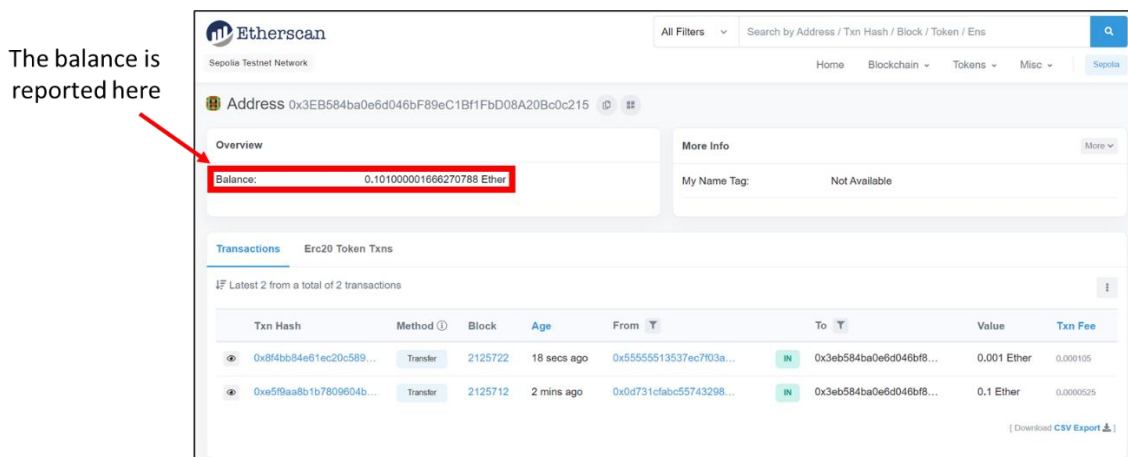 The balance is
reported here
Etherscan
All Filters
Search by Address / Txn Hash / Block / Token / Ens
Sepolia Testnet Network
Home Blockchain Tokens Misc Sepolia
Address 0x3EB584ba0e6d046bF89eC1Bf1FbD08A20Bc0c215
Overview
Balance: 0.101000001666270788 Ether
More Info More
My Name Tag: Not Available
Transactions Erc20 Token Txns
Latest 2 from a total of 2 transactions
Txn Hash Method Block Age From To Value Txn Fee
0x8f4bb84e61ec20c589... Transfer 2125722 18 secs ago 0x55555513537ec7f03a... IN 0x3eb584ba0e6d046bf8... 0.001 Ether 0.000105
0xe5f9aa8b1b7809604b... Transfer 2125712 2 mins ago 0x0d731cfabc55743298... IN 0x3eb584ba0e6d046bf8... 0.1 Ether 0.0000525
[ Download CSV Export ]